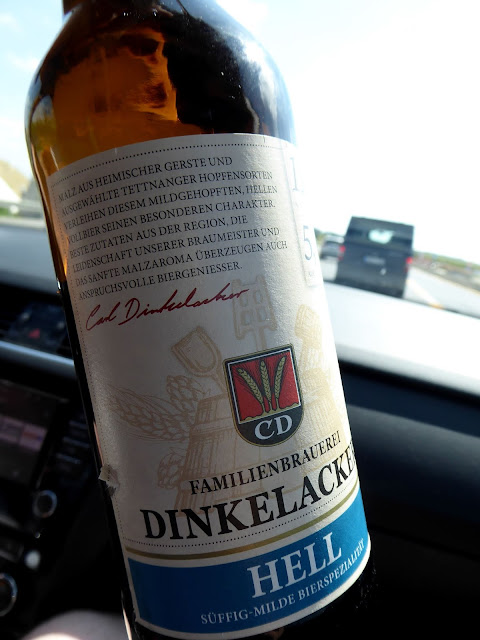 MALZ AUS HEIMISCHER GERSTE UND
AUSGEWÄHLTE TETTNANGER HOPFENSORTEN
VERLEIHEN DIESEM MILDGEHOPFTEN, HELLEN
VOLLBIER SEINEN BESONDEREN CHARAKTER.
BESTE ZUTATEN AUS DER REGION, DIE
LEIDENSCHAFT UNSERER BRAUMEISTER UND
DAS SANFTE MALZAROMA ÜBERZEUGEN AUCH
ANSPRUCHSVOLLE BIERGENIESSER.
Carl Dinkelacker
5
CD
FAMILIENBRAUEREI
DINKELACKE
HELL
SÜFFIG-MILDE BIERSPEZIALITÄT